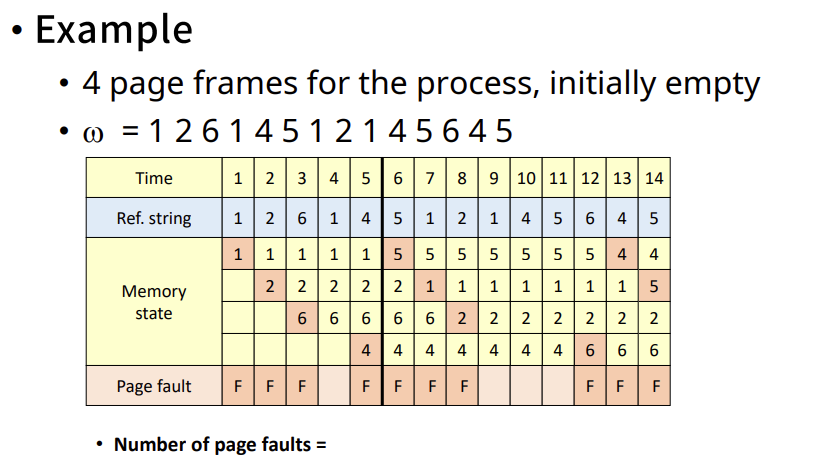 • Example
• 4 page frames for the process, initially empty
• ω = 1 2 6 1 4 5 1 2 1 4 5 6 4 5
Time 1 2 3 4 5 6 7 8 9 10 11 12 13 14
Ref. string 1 2 6 1 4 5 1 2 1 4 5 6 4 5
Memory state
1 1 1 1 1 5 5 5 5 5 5 5 4 4
2 2 2 2 2 1 1 1 1 1 1 5
6 6 6 6 6 2 2 2 2 2 2
4 4 4 4 4 4 4 6 6 6
Page fault F F F F F F F F F F
• Number of page faults =